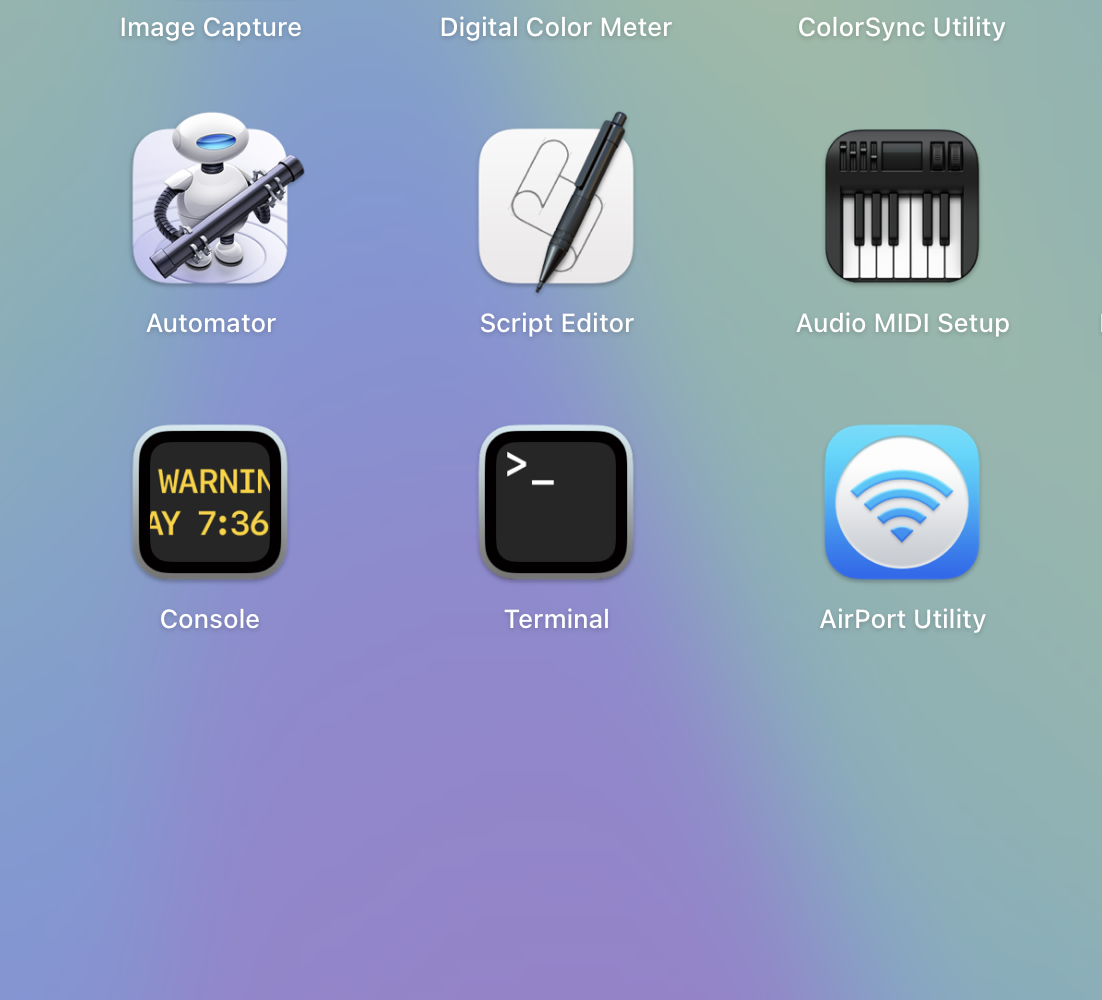 Image Capture
Digital Color Meter
ColorSync Utility
Automator
Script Editor
Audio MIDI Setup
WARNIN
AY 7:36
>_
Console
Terminal
AirPort Utility